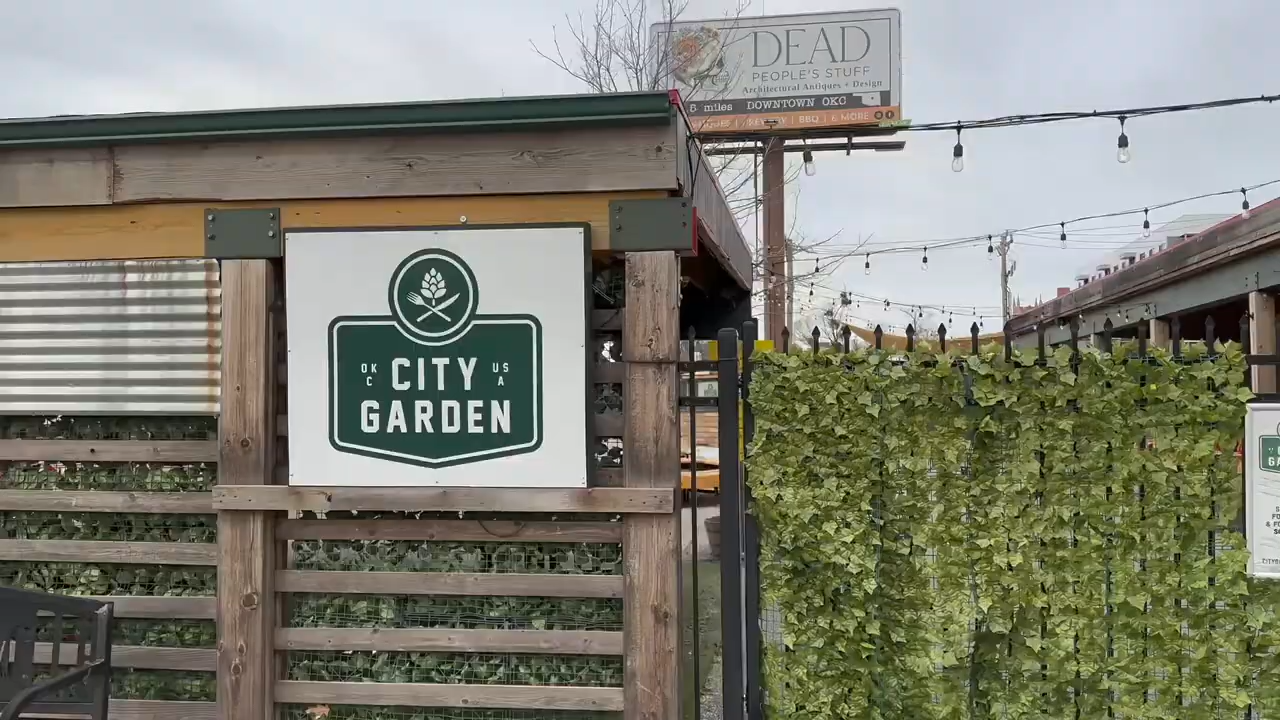 DEAD
PEOPLE'S STUFF
Architectural Antiques + Design
6 miles DOWNTOWN OKC
BBQ & MORE
OK CITY US
C A
GARDEN